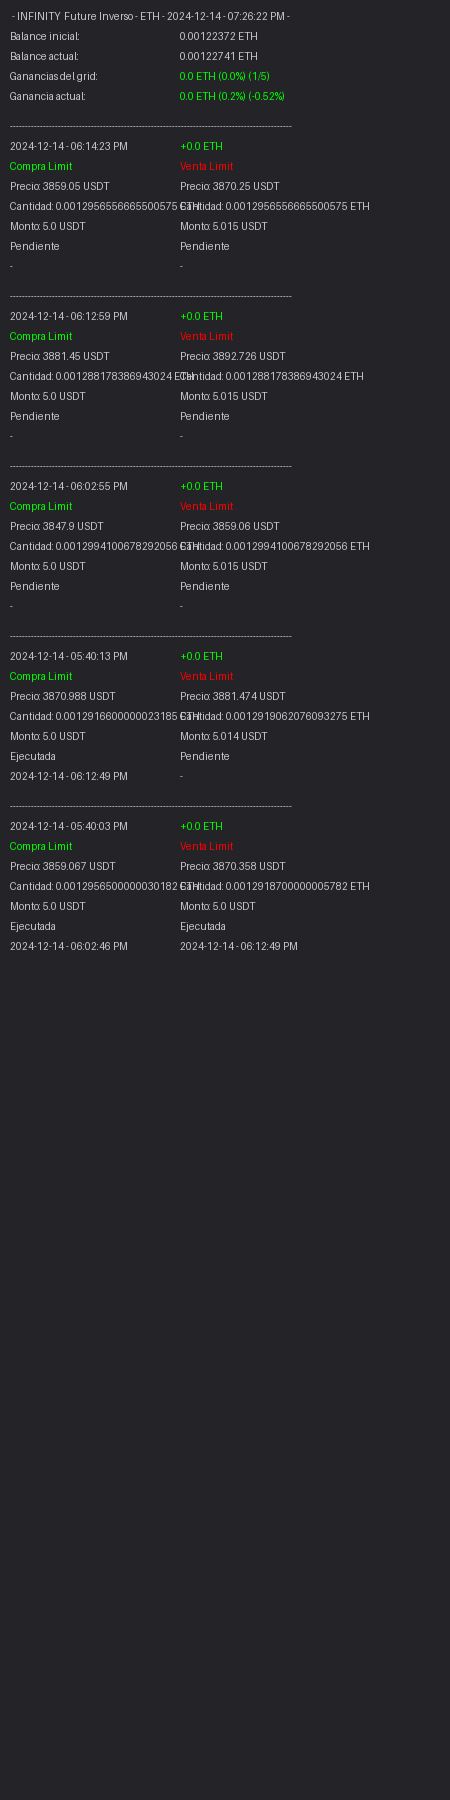 - INFINITY Future Inverso - ETH - 2024-12-14 - 07:26:22 PM -
Balance inicial: 0.00122372 ETH
Balance actual: 0.00122741 ETH
Ganancias del grid: 0.0 ETH (0.0%) (1/5)
Ganancia actual: 0.0 ETH (0.2%) (-0.52%)
----------------------------------------------------------------------------------------------
2024-12-14 - 06:14:23 PM +0.0 ETH
Compra Limit Venta Limit
Precio: 3859.05 USDT Precio: 3870.25 USDT
Cantidad: 0.0012956556665500575 ETH Cantidad: 0.0012956556665500575 ETH
Monto: 5.0 USDT Monto: 5.015 USDT
Pendiente Pendiente
- -
----------------------------------------------------------------------------------------------
2024-12-14 - 06:12:59 PM +0.0 ETH
Compra Limit Venta Limit
Precio: 3881.45 USDT Precio: 3892.726 USDT
Cantidad: 0.001288178386943024 ETH Cantidad: 0.001288178386943024 ETH
Monto: 5.0 USDT Monto: 5.015 USDT
Pendiente Pendiente
- -
----------------------------------------------------------------------------------------------
2024-12-14 - 06:02:55 PM +0.0 ETH
Compra Limit Venta Limit
Precio: 3847.9 USDT Precio: 3859.06 USDT
Cantidad: 0.0012994100678292056 ETH Cantidad: 0.0012994100678292056 ETH
Monto: 5.0 USDT Monto: 5.015 USDT
Pendiente Pendiente
- -
----------------------------------------------------------------------------------------------
2024-12-14 - 05:40:13 PM +0.0 ETH
Compra Limit Venta Limit
Precio: 3870.988 USDT Precio: 3881.474 USDT
Cantidad: 0.0012916600000023185 ETH Cantidad: 0.0012919062076093275 ETH
Monto: 5.0 USDT Monto: 5.014 USDT
Ejecutada Pendiente
2024-12-14 - 06:12:49 PM -
----------------------------------------------------------------------------------------------
2024-12-14 - 05:40:03 PM +0.0 ETH
Compra Limit Venta Limit
Precio: 3859.067 USDT Precio: 3870.358 USDT
Cantidad: 0.0012956500000030182 ETH Cantidad: 0.0012918700000005782 ETH
Monto: 5.0 USDT Monto: 5.0 USDT
Ejecutada Ejecutada
2024-12-14 - 06:02:46 PM 2024-12-14 - 06:12:49 PM